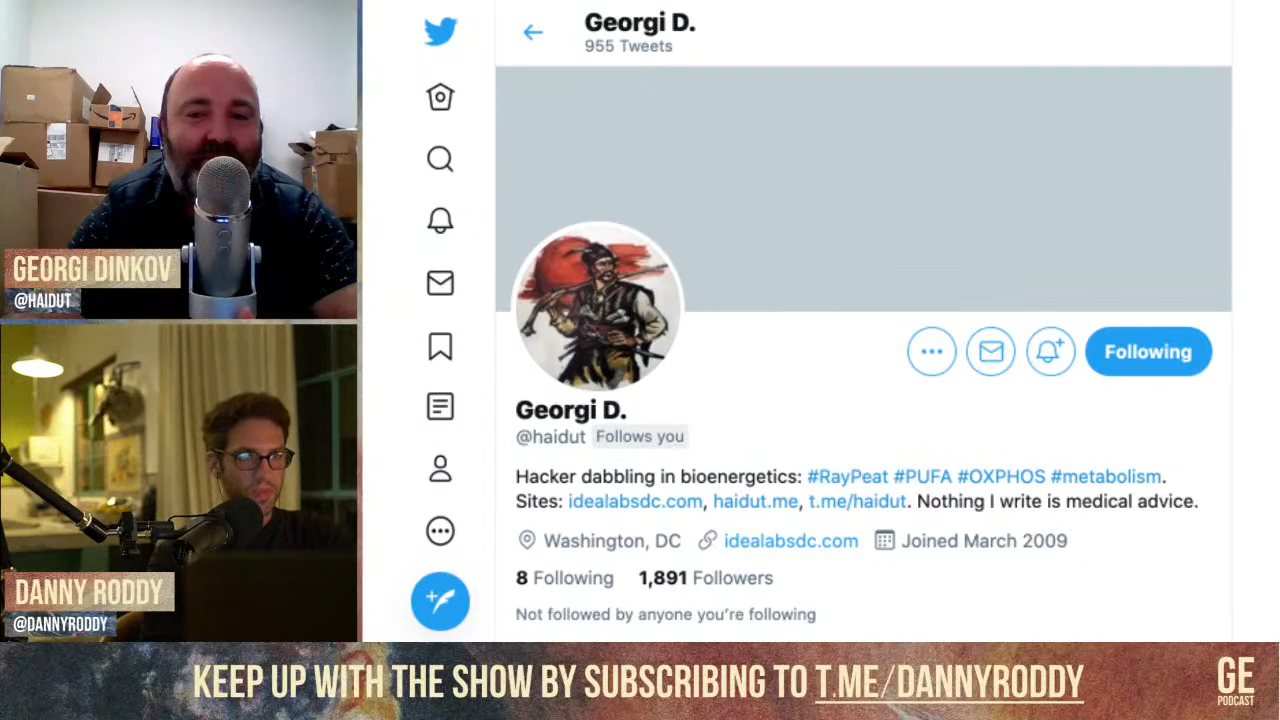 GEORGI DINKOV
@HAIDUT
DANNY RODDY
@DANNYRODDY
Georgi D.
955 Tweets
Following
Georgi D.
@haidut Follows you
Hacker dabbling in bioenergetics: #RayPeat #PUFA #OXPHOS #metabolism.
Sites: idealabsdc.com, haidut.me, t.me/haidut. Nothing I write is medical advice.
Washington, DC idealabsdc.com Joined March 2009
8 Following 1,891 Followers
Not followed by anyone you’re following
KEEP UP WITH THE SHOW BY SUBSCRIBING TO T.ME/DANNYRODDY
GE
PODCAST